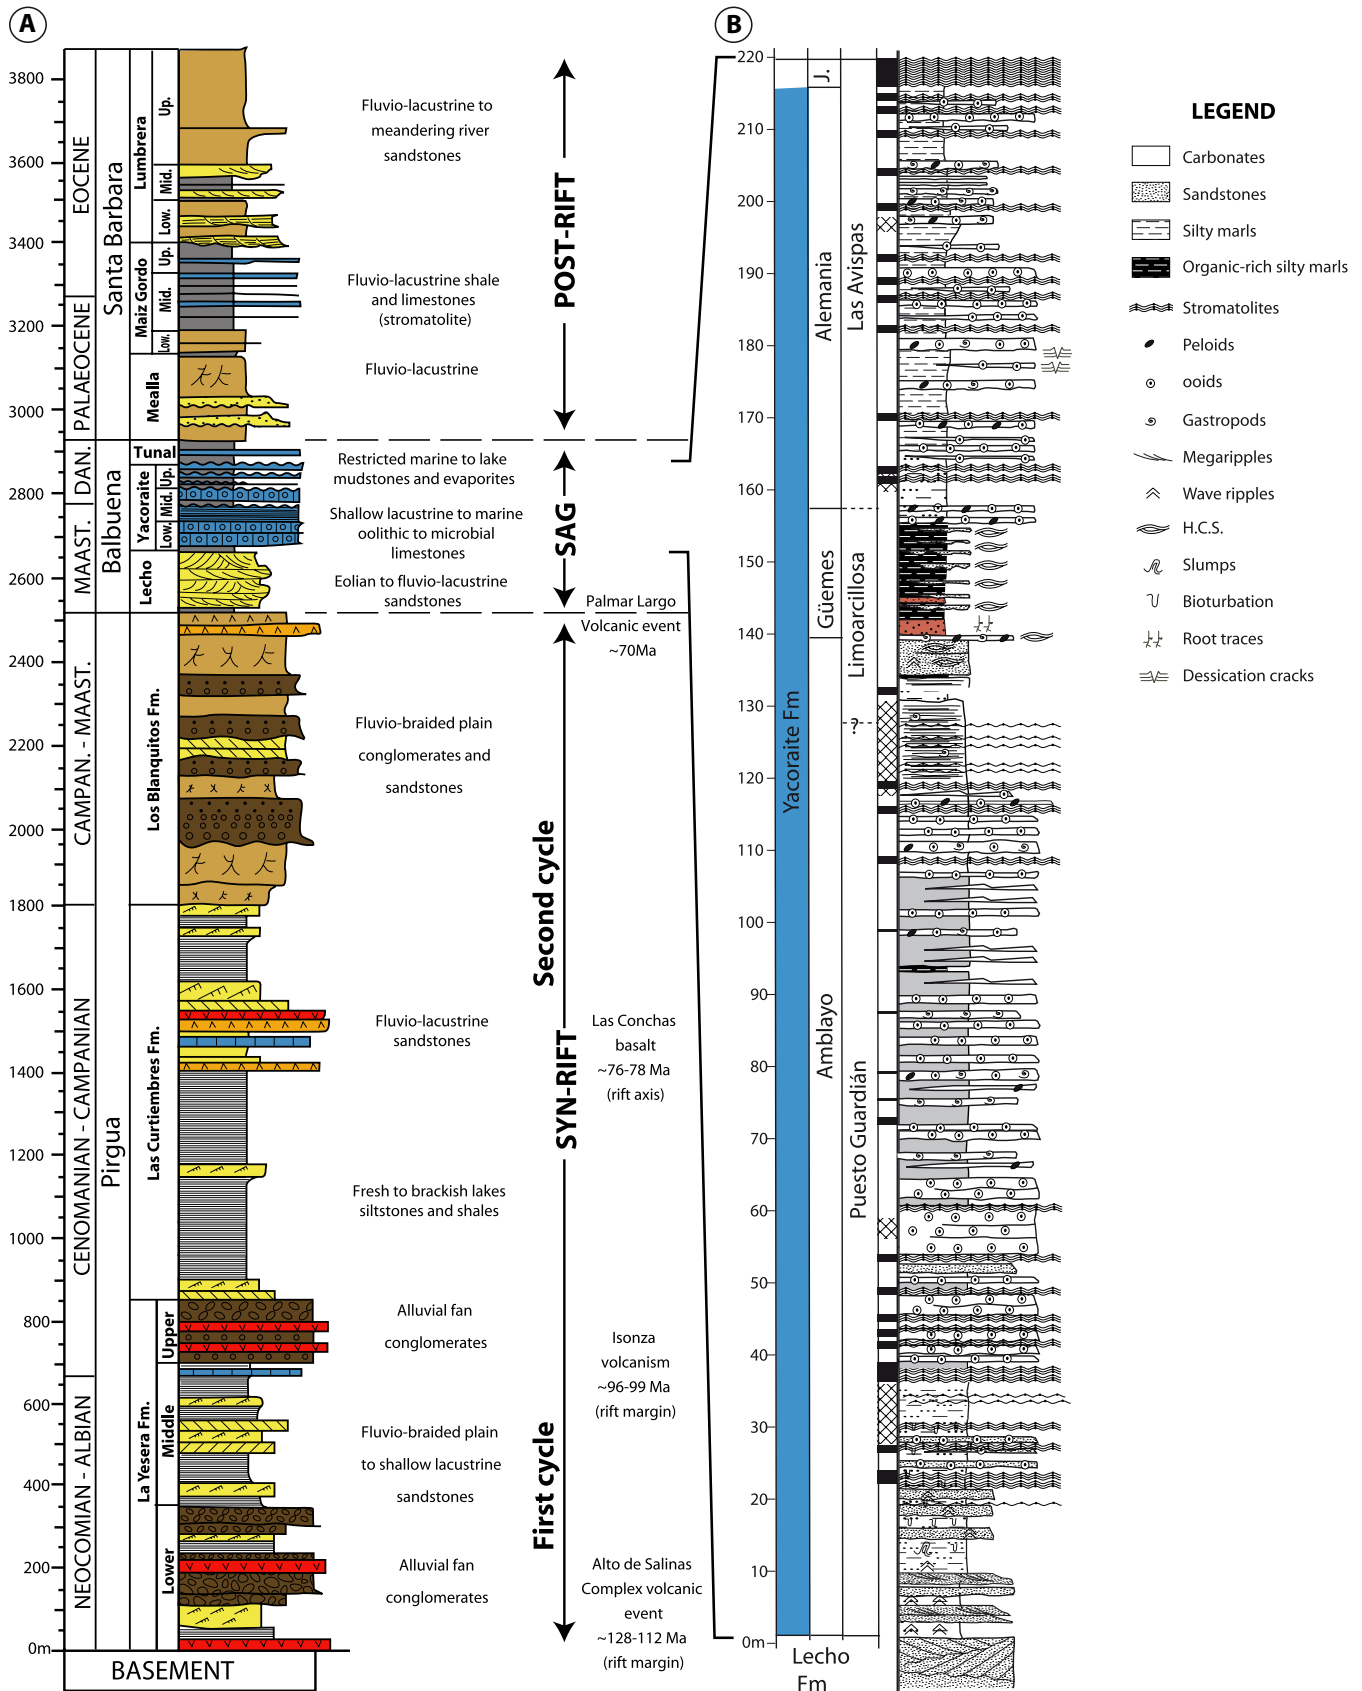 A
3800
3600
3400
3200
3000
2800
2600
2400
2200
2000
1800
1600
1400
1200
1000
800
600
400
200
0m
EOCENE
PALAEOCENE
DAN.
MAAST.
CAMPAN. - MAAST.
CENOMANIAN - CAMPANIAN
NEOCOMIAN - ALBIAN
Santa Barbara
Balbuena
Pirgua
Lumbrera
Up.
Mid.
Low.
Maiz Gordo
Up.
Mid.
Low.
Mealla
Tunal
Yacoraite
Up.
Mid.
Low.
Lecho
Los Blanquitos Fm.
Las Curtiembres Fm.
La Yesera Fm.
Upper
Middle
Lower
BASEMENT
Fluvio-lacustrine to
meandering river
sandstones
Fluvio-lacustrine shale
and limestones
(stromatolite)
Fluvio-lacustrine
Restricted marine to lake
mudstones and evaporites
Shallow lacustrine to marine
oolithic to microbial
limestones
Eolian to fluvio-lacustrine
sandstones
Fluvio-braided plain
conglomerates and
sandstones
Fluvio-lacustrine
sandstones
Fresh to brackish lakes
siltstones and shales
Alluvial fan
conglomerates
Fluvio-braided plain
to shallow lacustrine
sandstones
Alluvial fan
conglomerates
POST-RIFT
SAG
SYN-RIFT
Second cycle
First cycle
Palmar Largo
Volcanic event
~70Ma
Las Conchas
basalt
~76-78 Ma
(rift axis)
Isonza
volcanism
~96-99 Ma
(rift margin)
Alto de Salinas
Complex volcanic
event
~128-112 Ma
(rift margin)
B
220
210
200
190
180
170
160
150
140
130
120
110
100
90
80
70
60
50
40
30
20
10
0m
Yacoraite Fm
Lecho
Fm
J.
Alemania
Güemes
Amblayo
Las Avispas
Limoarcillosa
?
Puesto Guardián
LEGEND
Carbonates
Sandstones
Silty marls
Organic-rich silty marls
Stromatolites
Peloids
ooids
Gastropods
Megaripples
Wave ripples
H.C.S.
Slumps
Bioturbation
Root traces
Dessication cracks